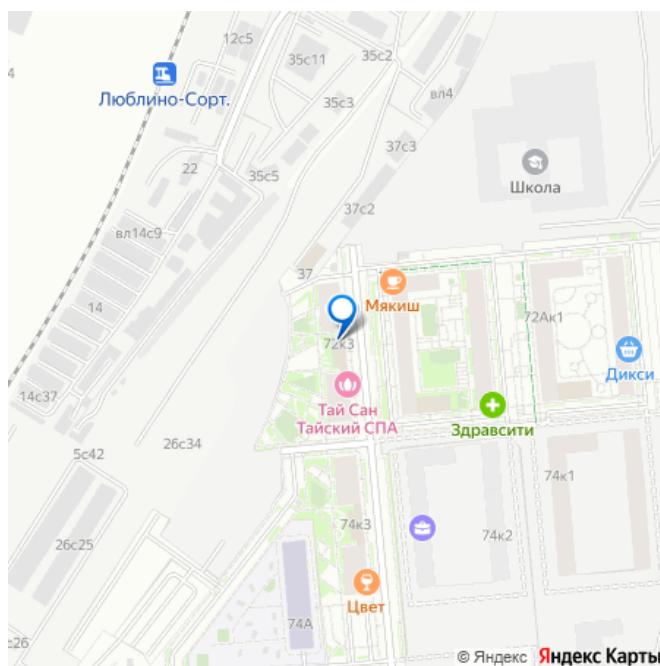 12с5
35с2
35с11
Люблино-Сорт.
35с3
вл4
37с3
22
35с5
Школа
37с2
вл14с9
37
Мякиш
14
72к3
72Ак1
Дикси
14с37
Тай Сан
Тайский СПА
Здравсити
26с34
5с42
74к1
26с25
74к3
74к2
Цвет
74А
с26
4
© Яндекс Яндекс Карты